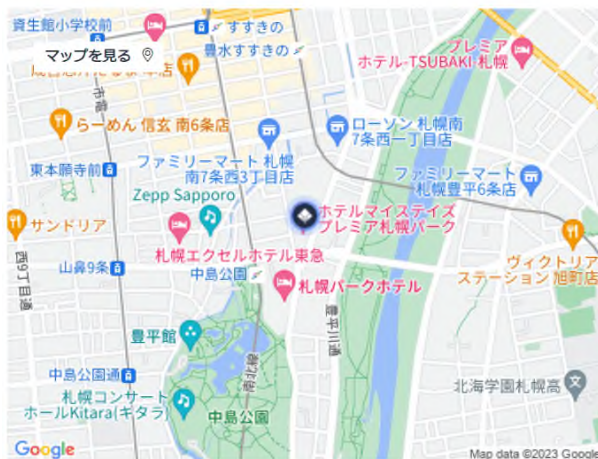 資生館小学校前
すすきの
豊水すすきの
マップを見る
プレミア
ホテル-TSUBAKI 札幌
市電
らーめん 信玄 南6条店
ローソン 札幌南
7条西一丁目店
東本願寺前
ファミリーマート 札幌
南7条西3丁目店
ファミリーマート
札幌豊平6条店
Zepp Sapporo
サンドリア
ホテルマイステイズ
プレミア札幌パーク
札幌エクセルホテル東急
西9丁目通
山鼻9条
中島公園
札幌パークホテル
ヴィクトリア
ステーション 旭町店
豊平館
豊平川通
南北線
中島公園通
札幌コンサート
ホールKitara(キタラ)
中島公園
北海学園札幌高
Google
Map data ©2023 Google